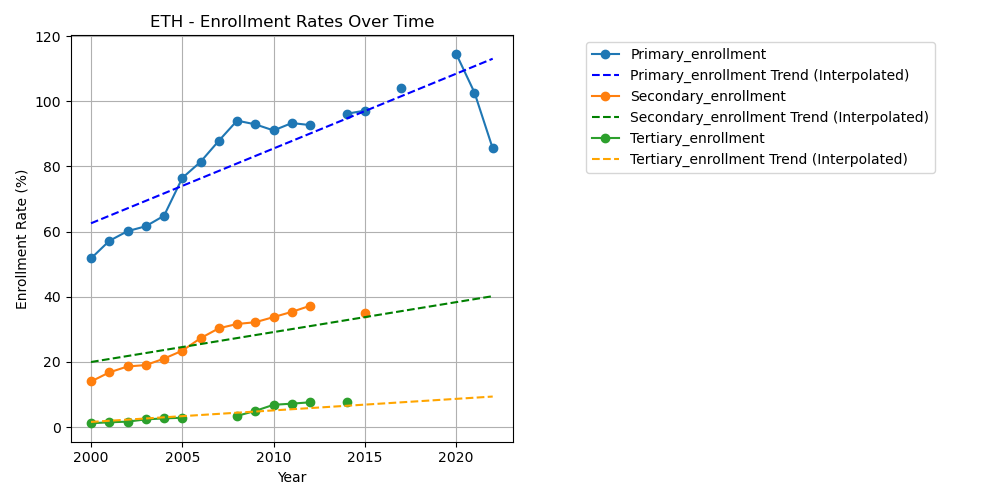 ETH - Enrollment Rates Over Time
120
100
80
60
40
20
0
Enrollment Rate (%)
2000
2005
2010
2015
2020
Year
Primary_enrollment
Primary_enrollment Trend (Interpolated)
Secondary_enrollment
Secondary_enrollment Trend (Interpolated)
Tertiary_enrollment
Tertiary_enrollment Trend (Interpolated)